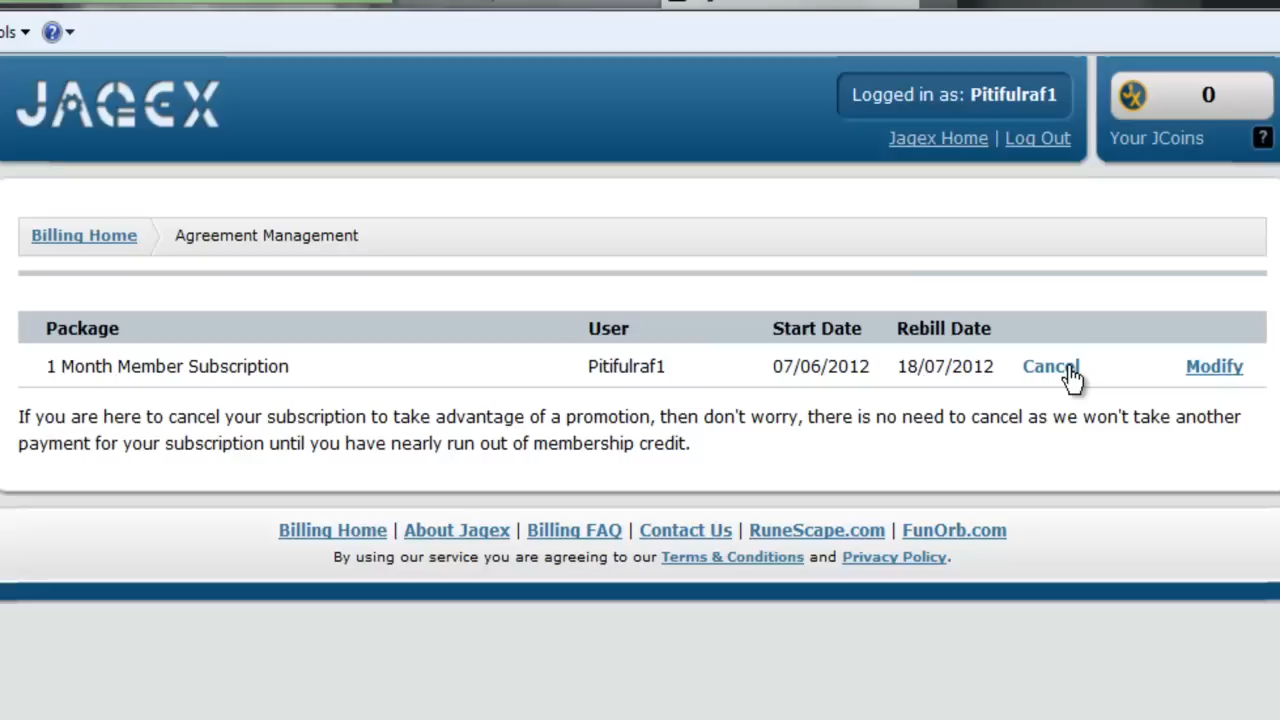 ols
JAGEX
Logged in as: Pitifulraf1
0
Jagex Home | Log Out
Your JCoins ?
Billing Home Agreement Management
Package User Start Date Rebill Date
1 Month Member Subscription Pitifulraf1 07/06/2012 18/07/2012 Cancel Modify
If you are here to cancel your subscription to take advantage of a promotion, then don't worry, there is no need to cancel as we won't take another
payment for your subscription until you have nearly run out of membership credit.
Billing Home | About Jagex | Billing FAQ | Contact Us | RuneScape.com | FunOrb.com
By using our service you are agreeing to our Terms & Conditions and Privacy Policy.